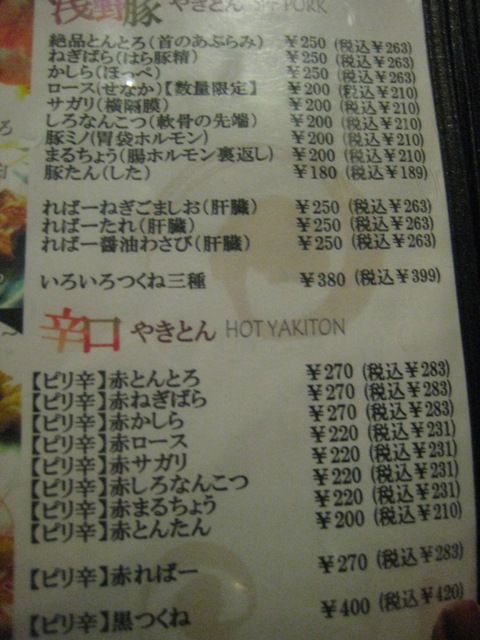 浅野豚 やきとん SPF PORK
絶品とんとろ(首のあぶらみ) ¥250 (税込¥263)
ねぎばら(はら豚精) ¥250 (税込¥263)
かしら(ほっぺ) ¥250 (税込¥263)
ロース(せなか)【数量限定】 ¥200 (税込¥210)
サガリ(横隔膜) ¥200 (税込¥210)
しろなんこつ(軟骨の先端) ¥200 (税込¥210)
豚ミノ(胃袋ホルモン) ¥200 (税込¥210)
まるちょう(腸ホルモン裏返し) ¥200 (税込¥210)
豚たん(した) ¥180 (税込¥189)
ればーねぎごましお(肝臓) ¥250 (税込¥263)
ればーたれ(肝臓) ¥250 (税込¥263)
ればー醤油わさび(肝臓) ¥250 (税込¥263)
いろいろつくね三種 ¥380 (税込¥399)
辛口 やきとん HOT YAKITON
【ピリ辛】赤とんとろ ¥270 (税込¥283)
【ピリ辛】赤ねぎばら ¥270 (税込¥283)
【ピリ辛】赤かしら ¥270 (税込¥283)
【ピリ辛】赤ロース ¥220 (税込¥231)
【ピリ辛】赤サガリ ¥220 (税込¥231)
【ピリ辛】赤しろなんこつ ¥220 (税込¥231)
【ピリ辛】赤まるちょう ¥220 (税込¥231)
【ピリ辛】赤とんたん ¥200 (税込¥210)
【ピリ辛】赤ればー ¥270 (税込¥283)
【ピリ辛】黒つくね ¥400 (税込¥420)